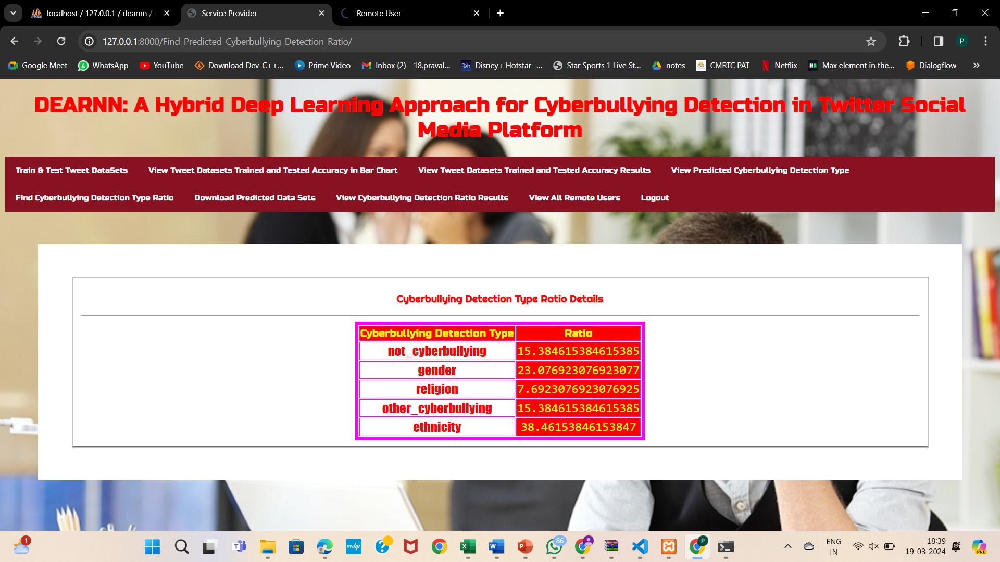 localhost / 127.0.0.1 / dearnn /
Service Provider
Remote User
127.0.0.1:8000/Find_Predicted_Cyberbullying_Detection_Ratio/
P
Google Meet
WhatsApp
YouTube
Download Dev-C++...
Prime Video
Inbox (2) - 18.praval...
Disney+ Hotstar -...
Star Sports 1 Live St...
notes
CMRTC PAT
Netflix
Max element in the...
Dialogflow
DEARNN: A Hybrid Deep Learning Approach for Cyberbullying Detection in Twitter Social
Media Platform
Train & Test Tweet DataSets
View Tweet Datasets Trained and Tested Accuracy in Bar Chart
View Tweet Datasets Trained and Tested Accuracy Results
View Predicted Cyberbullying Detection Type
Find Cyberbullying Detection Type Ratio
Download Predicted Data Sets
View Cyberbullying Detection Ratio Results
View All Remote Users
Logout
Cyberbullying Detection Type Ratio Details
Cyberbullying Detection Type Ratio
not_cyberbullying 15.384615384615385
gender 23.076923076923077
religion 7.6923076923076925
other_cyberbullying 15.384615384615385
ethnicity 38.46153846153847
1
myhp
86
P
ENG
IN
18:39
19-03-2024
PRE